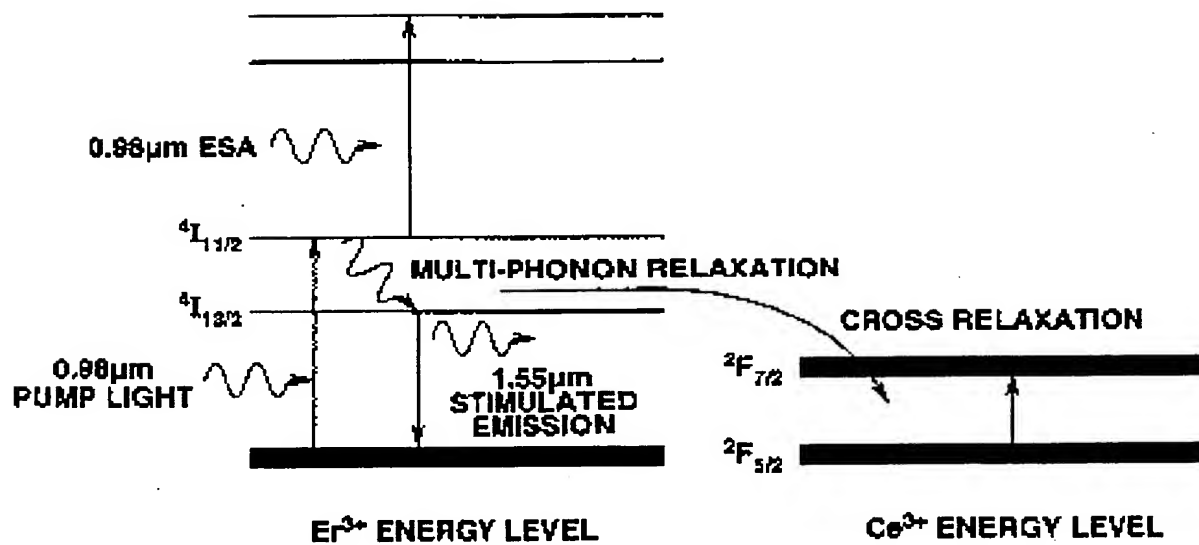 0.98µm ESA
⁴I₁₁/₂
MULTI-PHONON RELAXATION
⁴I₁₃/₂
CROSS RELAXATION
0.98µm
PUMP LIGHT
1.55µm
STIMULATED
EMISSION
²F₇/₂
²F₅/₂
Er³⁺ ENERGY LEVEL
Ce³⁺ ENERGY LEVEL